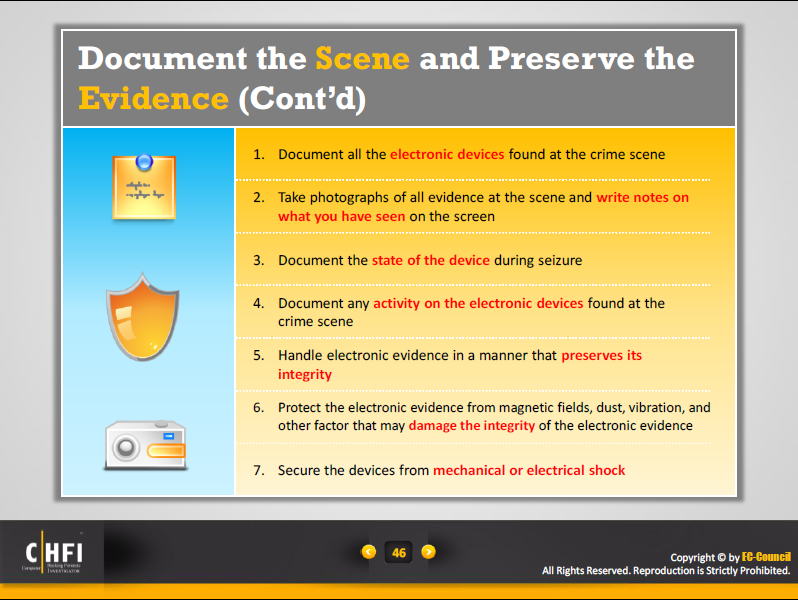 Document the Scene and Preserve the
Evidence (Cont’d)
1. Document all the electronic devices found at the crime scene
2. Take photographs of all evidence at the scene and write notes on
what you have seen on the screen
3. Document the state of the device during seizure
4. Document any activity on the electronic devices found at the
crime scene
5. Handle electronic evidence in a manner that preserves its
integrity
6. Protect the electronic evidence from magnetic fields, dust, vibration, and
other factor that may damage the integrity of the electronic evidence
7. Secure the devices from mechanical or electrical shock
CHFI
Computer Hacking Forensic
INVESTIGATOR
46
Copyright © by EC-Council
All Rights Reserved. Reproduction is Strictly Prohibited.